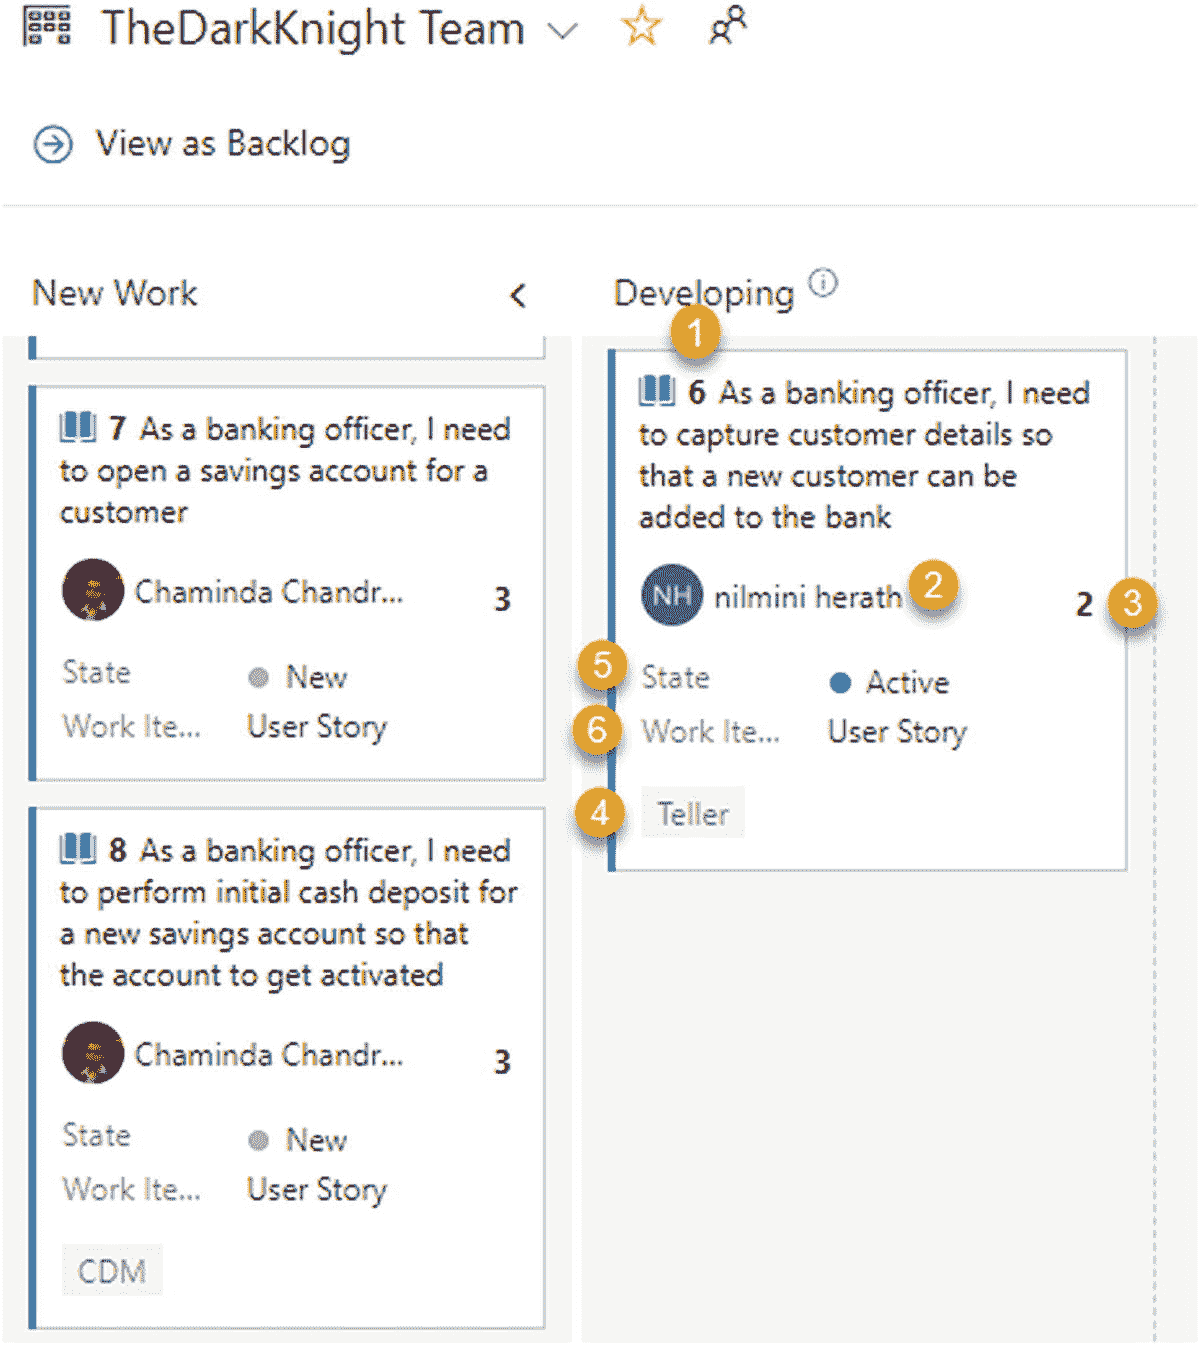 TheDarkKnight Team
View as Backlog
New Work
7 As a banking officer, I need
to open a savings account for a
customer
Chaminda Chandr...
3
State New
Work Ite... User Story
8 As a banking officer, I need
to perform initial cash deposit for
a new savings account so that
the account to get activated
Chaminda Chandr...
3
State New
Work Ite... User Story
CDM
Developing
1
6 As a banking officer, I need
to capture customer details so
that a new customer can be
added to the bank
NH nilmini herath 2
2 3
5 State Active
6 Work Ite... User Story
4 Teller